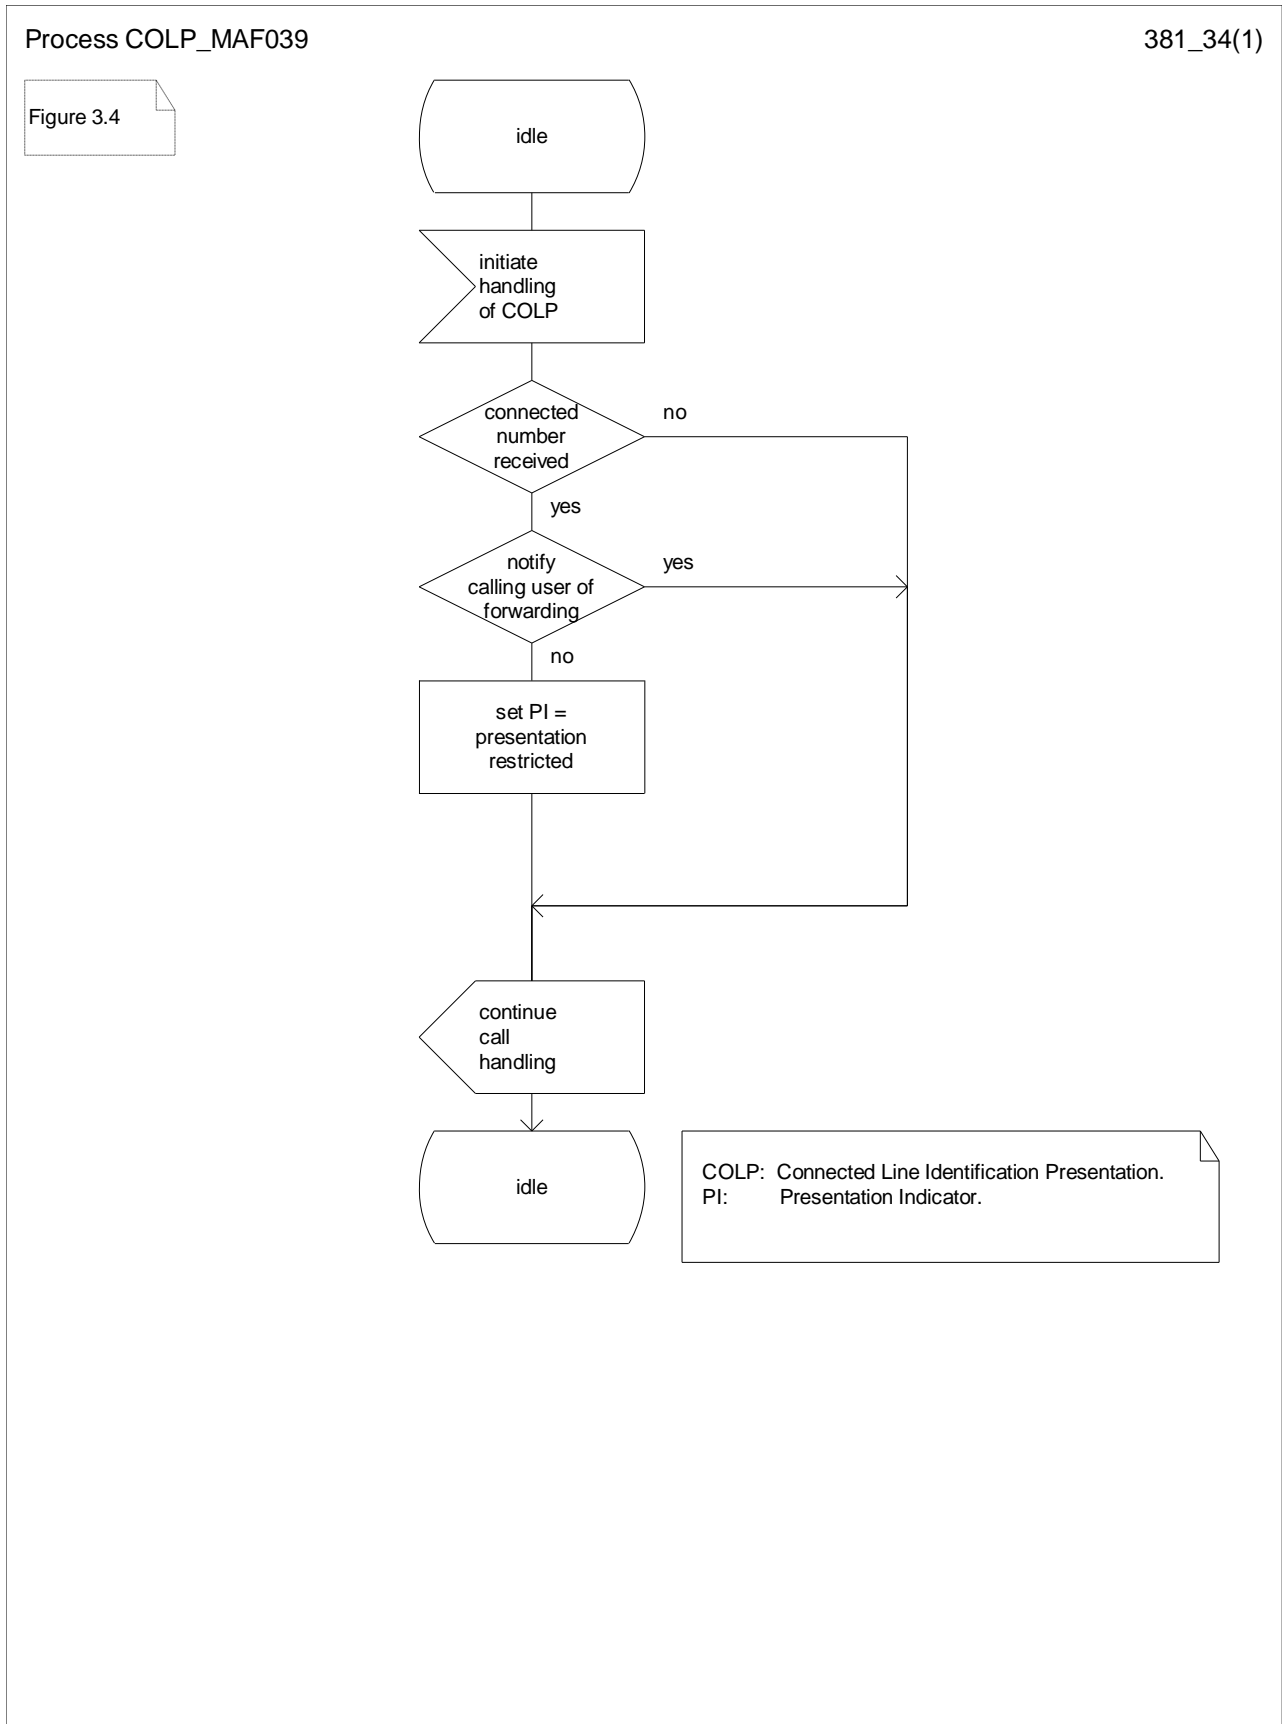 Process COLP_MAF039
381_34(1)
Figure 3.4
idle
initiate
handling
of COLP
connected
number
received
no
yes
notify
calling user of
forwarding
yes
no
set PI =
presentation
restricted
continue
call
handling
idle
COLP: Connected Line Identification Presentation.
PI: Presentation Indicator.